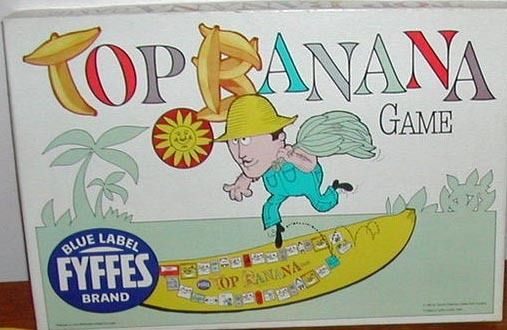 TOP BANANA
GAME
BLUE LABEL
FYFFES
BRAND
TOP BANANA